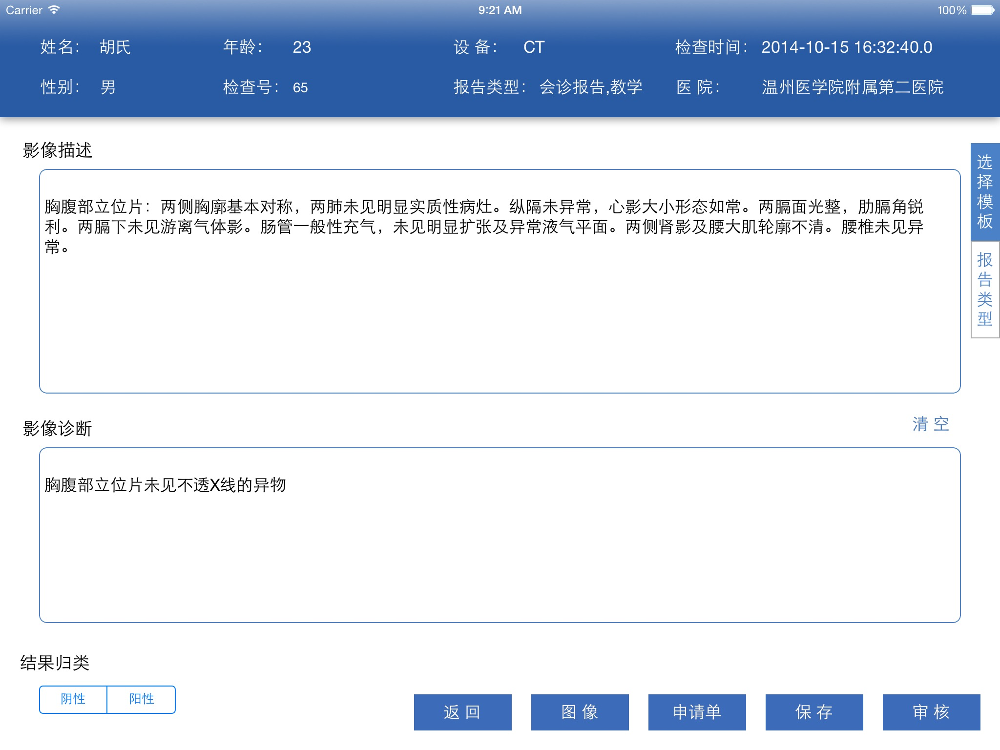 Carrier 9:21 AM 100%
姓名： 胡氏 年龄： 23 设 备： CT 检查时间： 2014-10-15 16:32:40.0
性别： 男 检查号： 65 报告类型： 会诊报告,教学 医 院： 温州医学院附属第二医院
影像描述
选择模板
胸腹部立位片：两侧胸廓基本对称，两肺未见明显实质性病灶。纵隔未异常，心影大小形态如常。两膈面光整，肋膈角锐
利。两膈下未见游离气体影。肠管一般性充气，未见明显扩张及异常液气平面。两侧肾影及腰大肌轮廓不清。腰椎未见异
常。
报告类型
影像诊断 清 空
胸腹部立位片未见不透X线的异物
结果归类
阴性 阳性
返 回 图 像 申请单 保 存 审 核